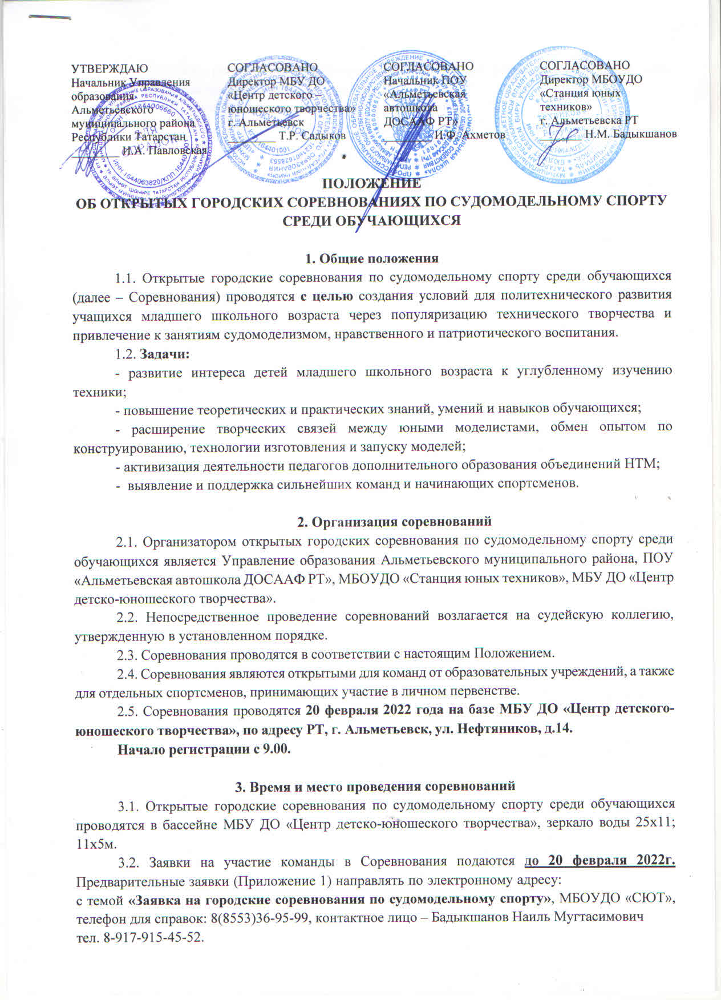 УТВЕРЖДАЮ
Начальник Управления
образования
Альметьевского
муниципального района
Республики Татарстан
И.А. Павловская
СОГЛАСОВАНО
Директор МБУ ДО
«Центр детского –
юношеского творчества»
г. Альметьевск
Т.Р. Садыков
СОГЛАСОВАНО
Начальник ПОУ
«Альметьевская
автошкола
ДОСААФ РТ»
И.Ф. Ахметов
СОГЛАСОВАНО
Директор МБОУДО
«Станция юных
техников»
г. Альметьевска РТ
Н.М. Бадыкшанов
ПОЛОЖЕНИЕ
ОБ ОТКРЫТЫХ ГОРОДСКИХ СОРЕВНОВАНИЯХ ПО СУДОМОДЕЛЬНОМУ СПОРТУ
СРЕДИ ОБУЧАЮЩИХСЯ
1. Общие положения
1.1. Открытые городские соревнования по судомодельному спорту среди обучающихся
(далее – Соревнования) проводятся с целью создания условий для политехнического развития
учащихся младшего школьного возраста через популяризацию технического творчества и
привлечение к занятиям судомоделизмом, нравственного и патриотического воспитания.
1.2. Задачи:
- развитие интереса детей младшего школьного возраста к углубленному изучению
техники;
- повышение теоретических и практических знаний, умений и навыков обучающихся;
- расширение творческих связей между юными моделистами, обмен опытом по
конструированию, технологии изготовления и запуску моделей;
- активизация деятельности педагогов дополнительного образования объединений НТМ;
- выявление и поддержка сильнейших команд и начинающих спортсменов.
2. Организация соревнований
2.1. Организатором открытых городских соревнования по судомодельному спорту среди
обучающихся является Управление образования Альметьевского муниципального района, ПОУ
«Альметьевская автошкола ДОСААФ РТ», МБОУДО «Станция юных техников», МБУ ДО «Центр
детско-юношеского творчества».
2.2. Непосредственное проведение соревнований возлагается на судейскую коллегию,
утвержденную в установленном порядке.
2.3. Соревнования проводятся в соответствии с настоящим Положением.
2.4. Соревнования являются открытыми для команд от образовательных учреждений, а также
для отдельных спортсменов, принимающих участие в личном первенстве.
2.5. Соревнования проводятся 20 февраля 2022 года на базе МБУ ДО «Центр детского-
юношеского творчества», по адресу РТ, г. Альметьевск, ул. Нефтяников, д.14.
Начало регистрации с 9.00.
3. Время и место проведения соревнований
3.1. Открытые городские соревнования по судомодельному спорту среди обучающихся
проводятся в бассейне МБУ ДО «Центр детско-юношеского творчества», зеркало воды 25х11;
11х5м.
3.2. Заявки на участие команды в Соревнования подаются до 20 февраля 2022г.
Предварительные заявки (Приложение 1) направлять по электронному адресу:
с темой «Заявка на городские соревнования по судомодельному спорту», МБОУДО «СЮТ»,
телефон для справок: 8(8553)36-95-99, контактное лицо – Бадыкшанов Наиль Мугтасимович
тел. 8-917-915-45-52.